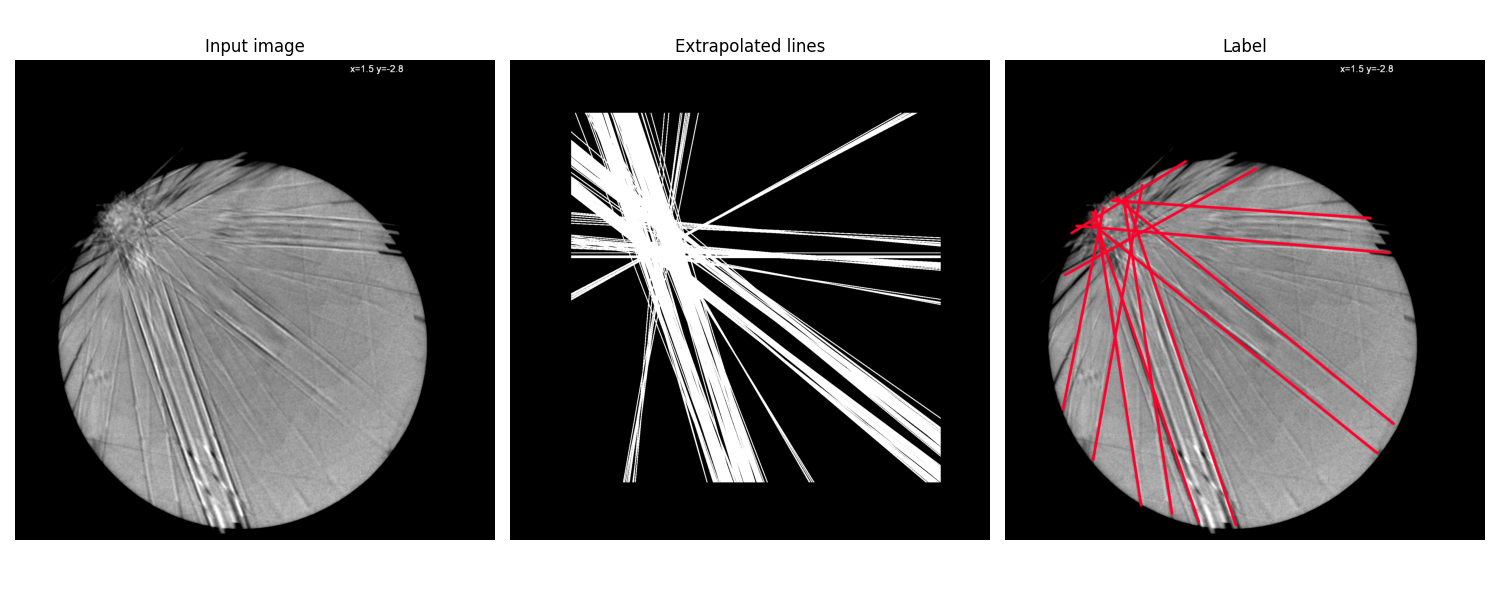 Input image
Extrapolated lines
Label
x=1.5 y=-2.8
x=1.5 y=-2.8